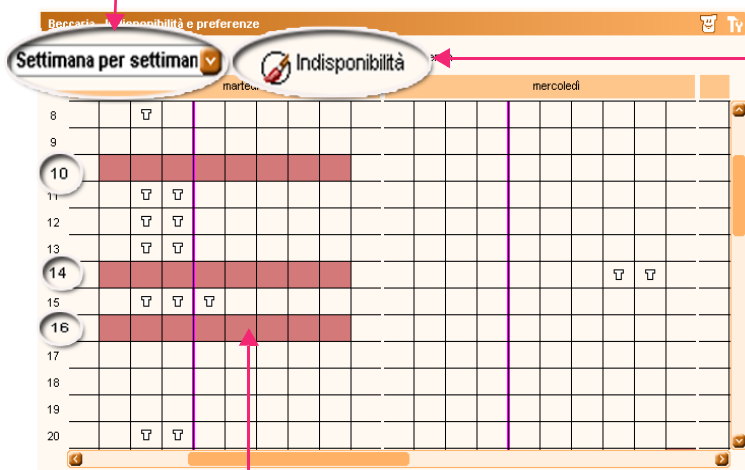 Beccaria - Indisponibilità e preferenze
Settimana per settiman
Indisponibilità
mercoledì
8 T
9
10
11 T T
12 T T
13 T T
14 T T
15 T T T
16
17
18
19
20 T T